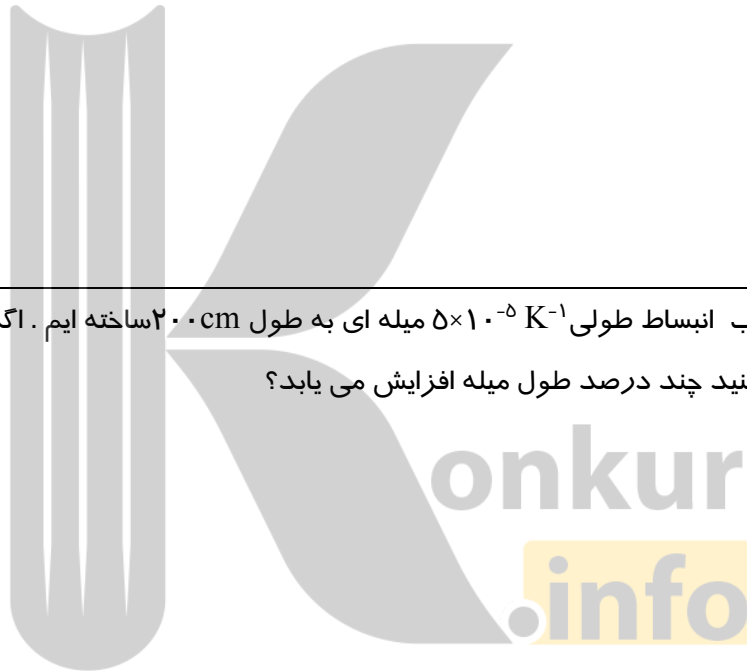 ب انبساط طولی ۵×۱۰⁻⁵ K⁻¹ میله ای به طول ۲۰۰cm ساخته ایم . اگ
نید چند درصد طول میله افزایش می یابد؟
Konkur
.info